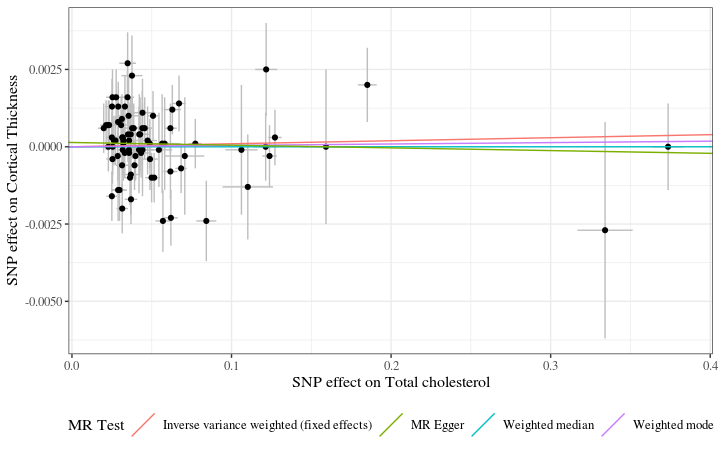 SNP effect on Cortical Thickness
0.0025
0.0000
-0.0025
-0.0050
0.0
0.1
0.2
0.3
0.4
SNP effect on Total cholesterol
MR Test
Inverse variance weighted (fixed effects)
MR Egger
Weighted median
Weighted mode